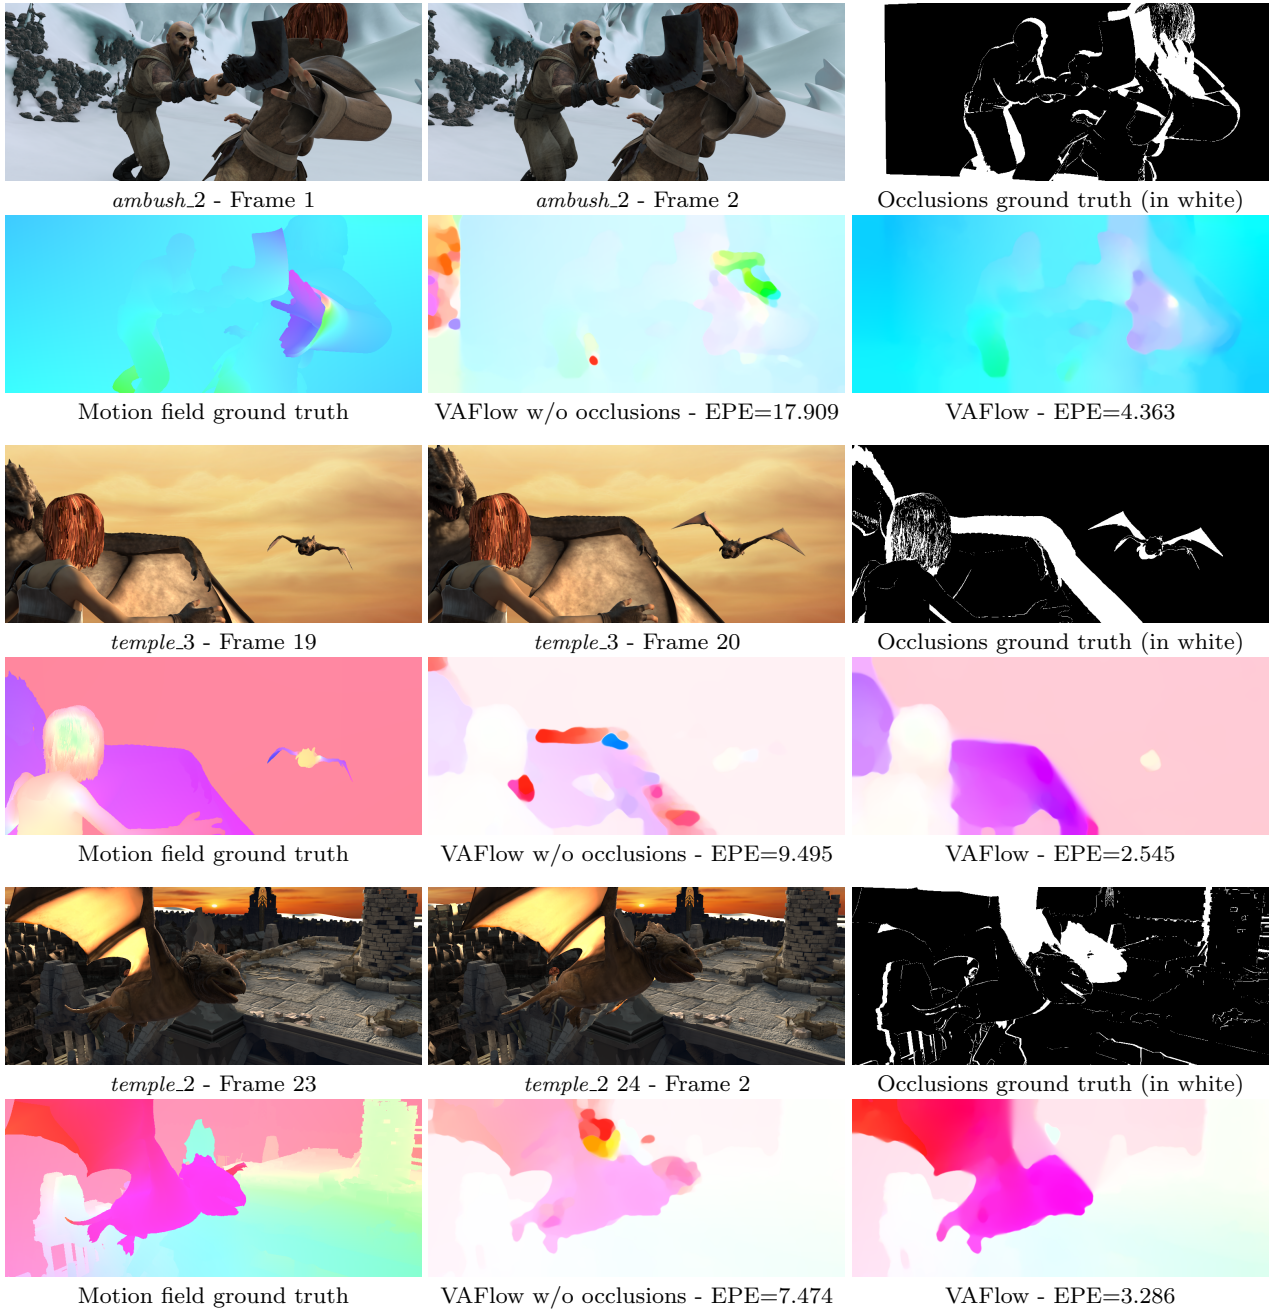 ambush_2 - Frame 1
ambush_2 - Frame 2
Occlusions ground truth (in white)
Motion field ground truth
VAFlow w/o occlusions - EPE=17.909
VAFlow - EPE=4.363
temple_3 - Frame 19
temple_3 - Frame 20
Occlusions ground truth (in white)
Motion field ground truth
VAFlow w/o occlusions - EPE=9.495
VAFlow - EPE=2.545
temple_2 - Frame 23
temple_2 24 - Frame 2
Occlusions ground truth (in white)
Motion field ground truth
VAFlow w/o occlusions - EPE=7.474
VAFlow - EPE=3.286